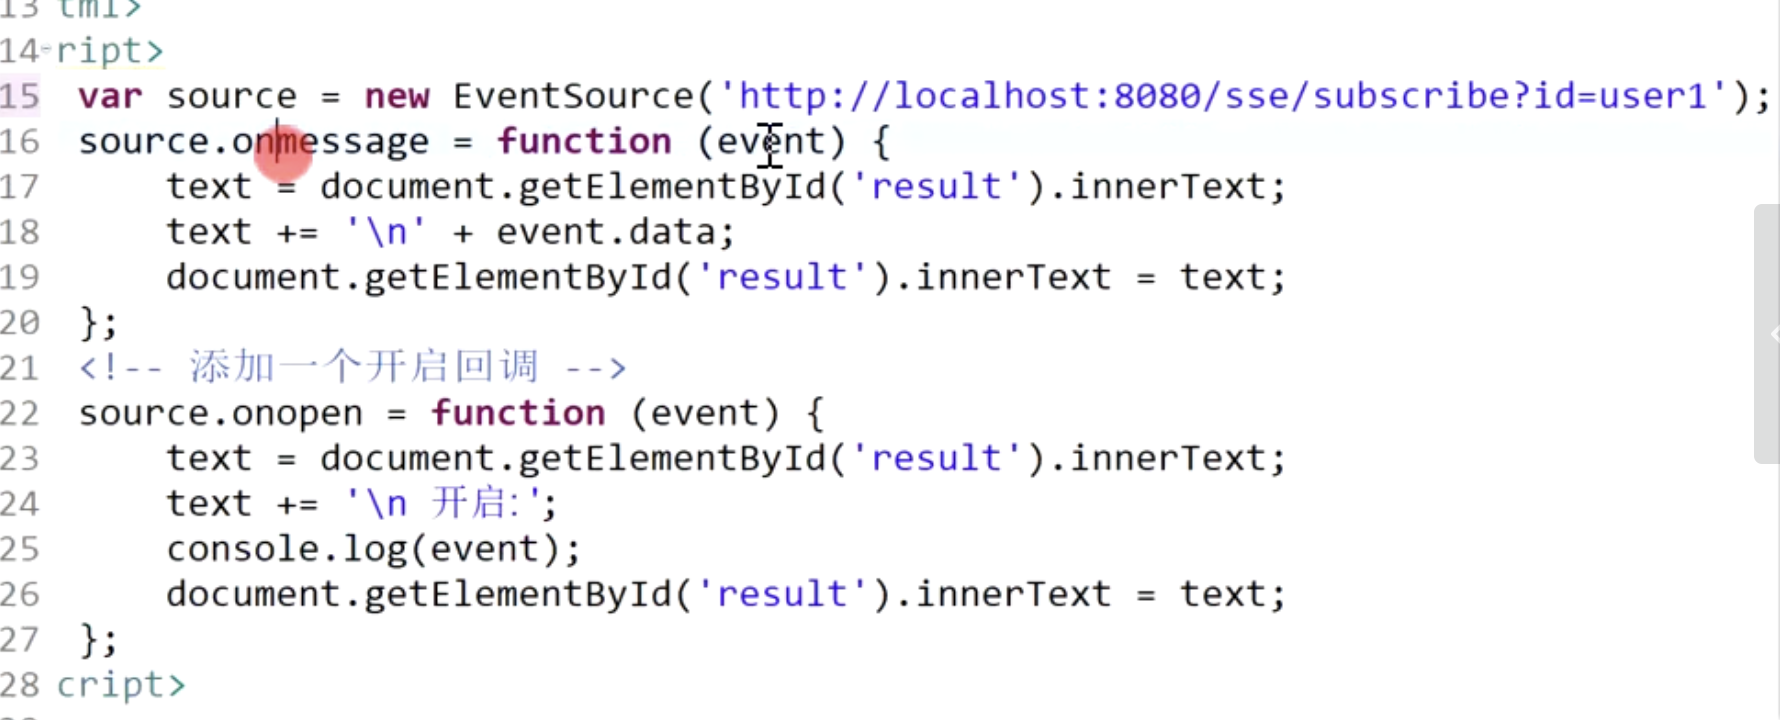 13 tml>
14 ript>
15 var source = new EventSource('http://localhost:8080/sse/subscribe?id=user1');
16 source.onmessage = function (event) {
17 text = document.getElementById('result').innerText;
18 text += '\n' + event.data;
19 document.getElementById('result').innerText = text;
20 };
21 <!-- 添加一个开启回调 -->
22 source.onopen = function (event) {
23 text = document.getElementById('result').innerText;
24 text += '\n 开启:';
25 console.log(event);
26 document.getElementById('result').innerText = text;
27 };
28 cript>